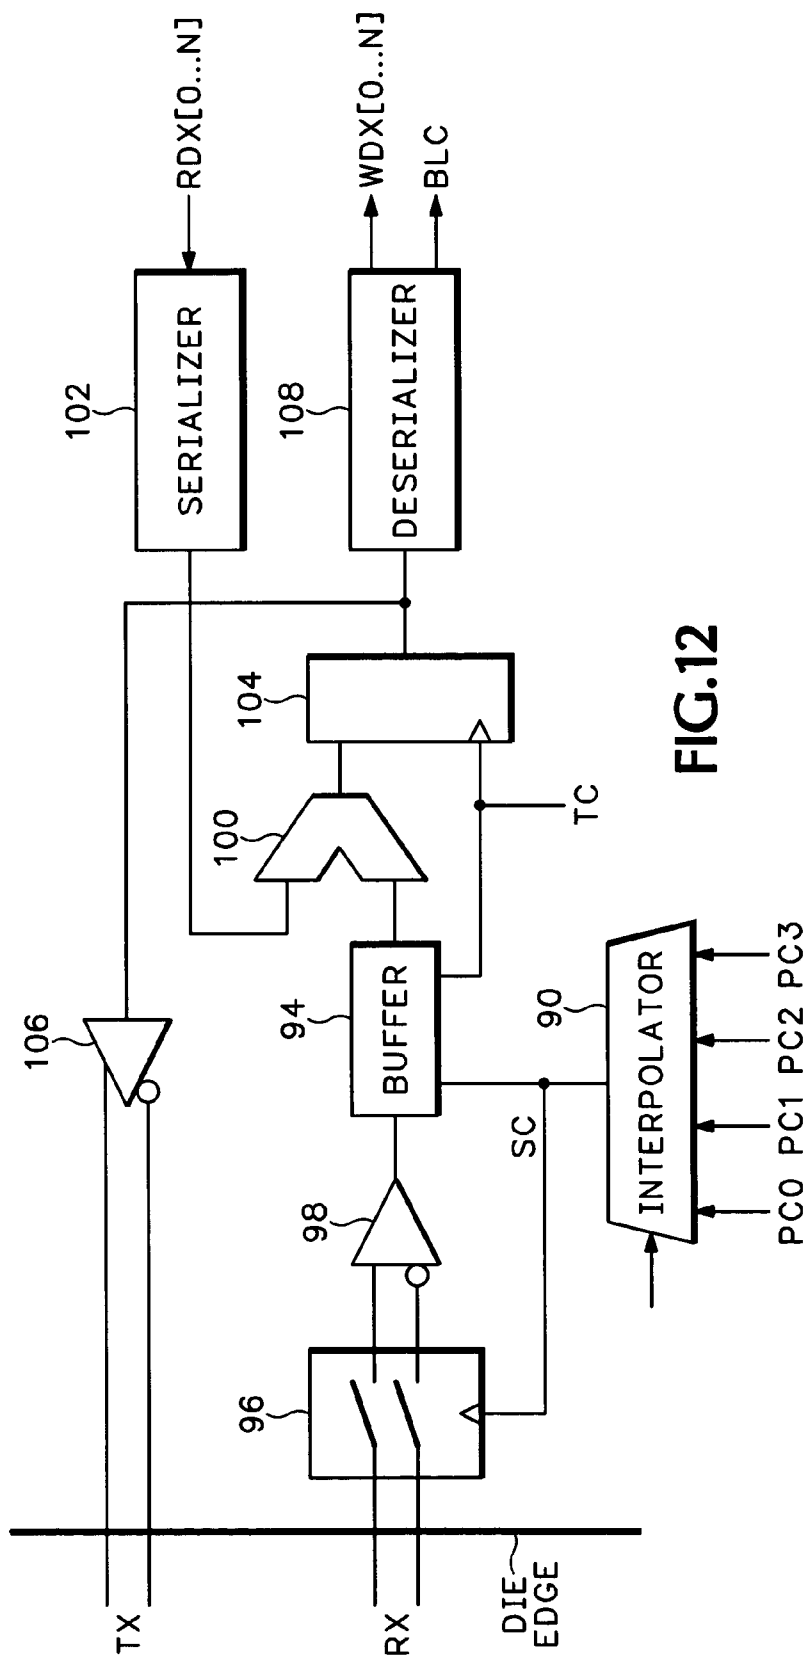 RDX[0...N]
WDX[0...N]
BLC
102
SERIALIZER
108
DESERIALIZER
104
100
TC
106
94
BUFFER
90
INTERPOLATOR
PC0 PC1 PC2 PC3
SC
98
96
TX
RX
DIE
EDGE
FIG.12